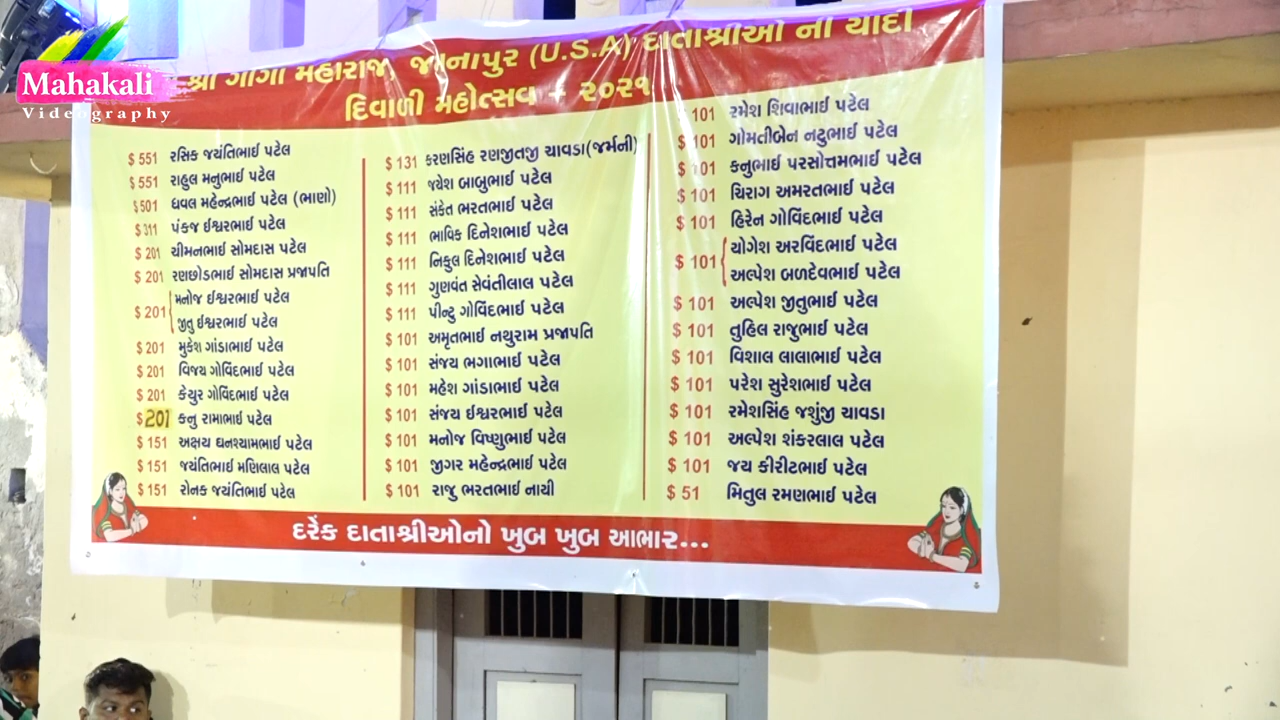 Mahakali
Videography
શ્રી ગોગા મહારાજ, જાનાપુર (U.S.A) દાતાશ્રીઓ ની યાદી
દિવાળી મહોત્સવ - ૨૦૨૧
$ 551 રસિક જયંતિભાઈ પટેલ
$ 551 રાહુલ મનુભાઈ પટેલ
$ 501 ધવલ મહેન્દ્રભાઈ પટેલ (ભાણો)
$ 311 પંકજ ઈશ્વરભાઈ પટેલ
$ 201 ચીમનભાઈ સોમદાસ પટેલ
$ 201 રણછોડભાઈ સોમદાસ પ્રજાપતિ
$ 201 મનોજ ઈશ્વરભાઈ પટેલ
જીતુ ઈશ્વરભાઈ પટેલ
$ 201 મુકેશ ગાંડાભાઈ પટેલ
$ 201 વિજય ગોવિંદભાઈ પટેલ
$ 201 કેયુર ગોવિંદભાઈ પટેલ
$ 201 કનુ રામાભાઈ પટેલ
$ 151 અક્ષય ઘનશ્યામભાઈ પટેલ
$ 151 જયંતિભાઈ મણિલાલ પટેલ
$ 151 રોનક જયંતિભાઈ પટેલ
$ 131 કરણસિંહ રણજીતજી ચાવડા(જર્મની)
$ 111 જયેશ બાબુભાઈ પટેલ
$ 111 સંકેત ભરતભાઈ પટેલ
$ 111 ભાવિક દિનેશભાઈ પટેલ
$ 111 નિકુલ દિનેશભાઈ પટેલ
$ 111 ગુણવંત સેવંતીલાલ પટેલ
$ 111 પીન્ટુ ગોવિંદભાઈ પટેલ
$ 101 અમૃતભાઈ નથુરામ પ્રજાપતિ
$ 101 સંજય ભગાભાઈ પટેલ
$ 101 મહેશ ગાંડાભાઈ પટેલ
$ 101 સંજય ઈશ્વરભાઈ પટેલ
$ 101 મનોજ વિષ્ણુભાઈ પટેલ
$ 101 જીગર મહેન્દ્રભાઈ પટેલ
$ 101 રાજુ ભરતભાઈ નાયી
101 રમેશ શિવાભાઈ પટેલ
$ 101 ગોમતીબેન નટુભાઈ પટેલ
$ 101 કનુભાઈ પરસોત્તમભાઈ પટેલ
$ 101 ચિરાગ અમરતભાઈ પટેલ
$ 101 હિરેન ગોવિંદભાઈ પટેલ
$ 101 યોગેશ અરવિંદભાઈ પટેલ
અલ્પેશ બળદેવભાઈ પટેલ
$ 101 અલ્પેશ જીતુભાઈ પટેલ
$ 101 તુહિલ રાજુભાઈ પટેલ
$ 101 વિશાલ લાલાભાઈ પટેલ
$ 101 પરેશ સુરેશભાઈ પટેલ
$ 101 રમેશસિંહ જશુંજી ચાવડા
$ 101 અલ્પેશ શંકરલાલ પટેલ
$ 101 જય કીરીટભાઈ પટેલ
$ 51 મિતુલ રમણભાઈ પટેલ
દરેક દાતાશ્રીઓનો ખુબ ખુબ આભાર...